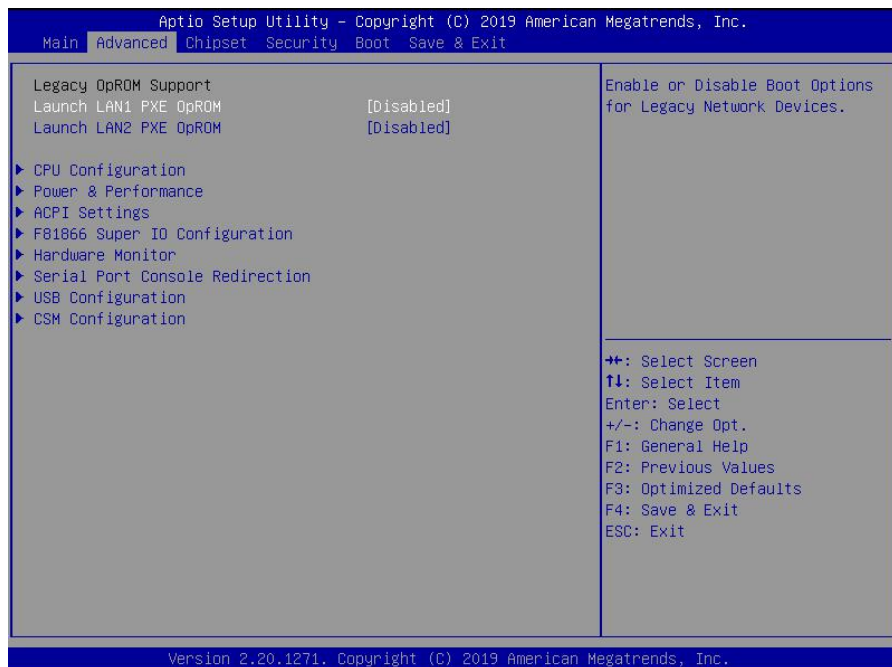 Aptio Setup Utility – Copyright (C) 2019 American Megatrends, Inc.
Main Advanced Chipset Security Boot Save & Exit
Legacy OpROM Support
Launch LAN1 PXE OpROM [Disabled]
Launch LAN2 PXE OpROM [Disabled]
▶ CPU Configuration
▶ Power & Performance
▶ ACPI Settings
▶ F81866 Super IO Configuration
▶ Hardware Monitor
▶ Serial Port Console Redirection
▶ USB Configuration
▶ CSM Configuration
Enable or Disable Boot Options
for Legacy Network Devices.
→←: Select Screen
↑↓: Select Item
Enter: Select
+/-: Change Opt.
F1: General Help
F2: Previous Values
F3: Optimized Defaults
F4: Save & Exit
ESC: Exit
Version 2.20.1271. Copyright (C) 2019 American Megatrends, Inc.